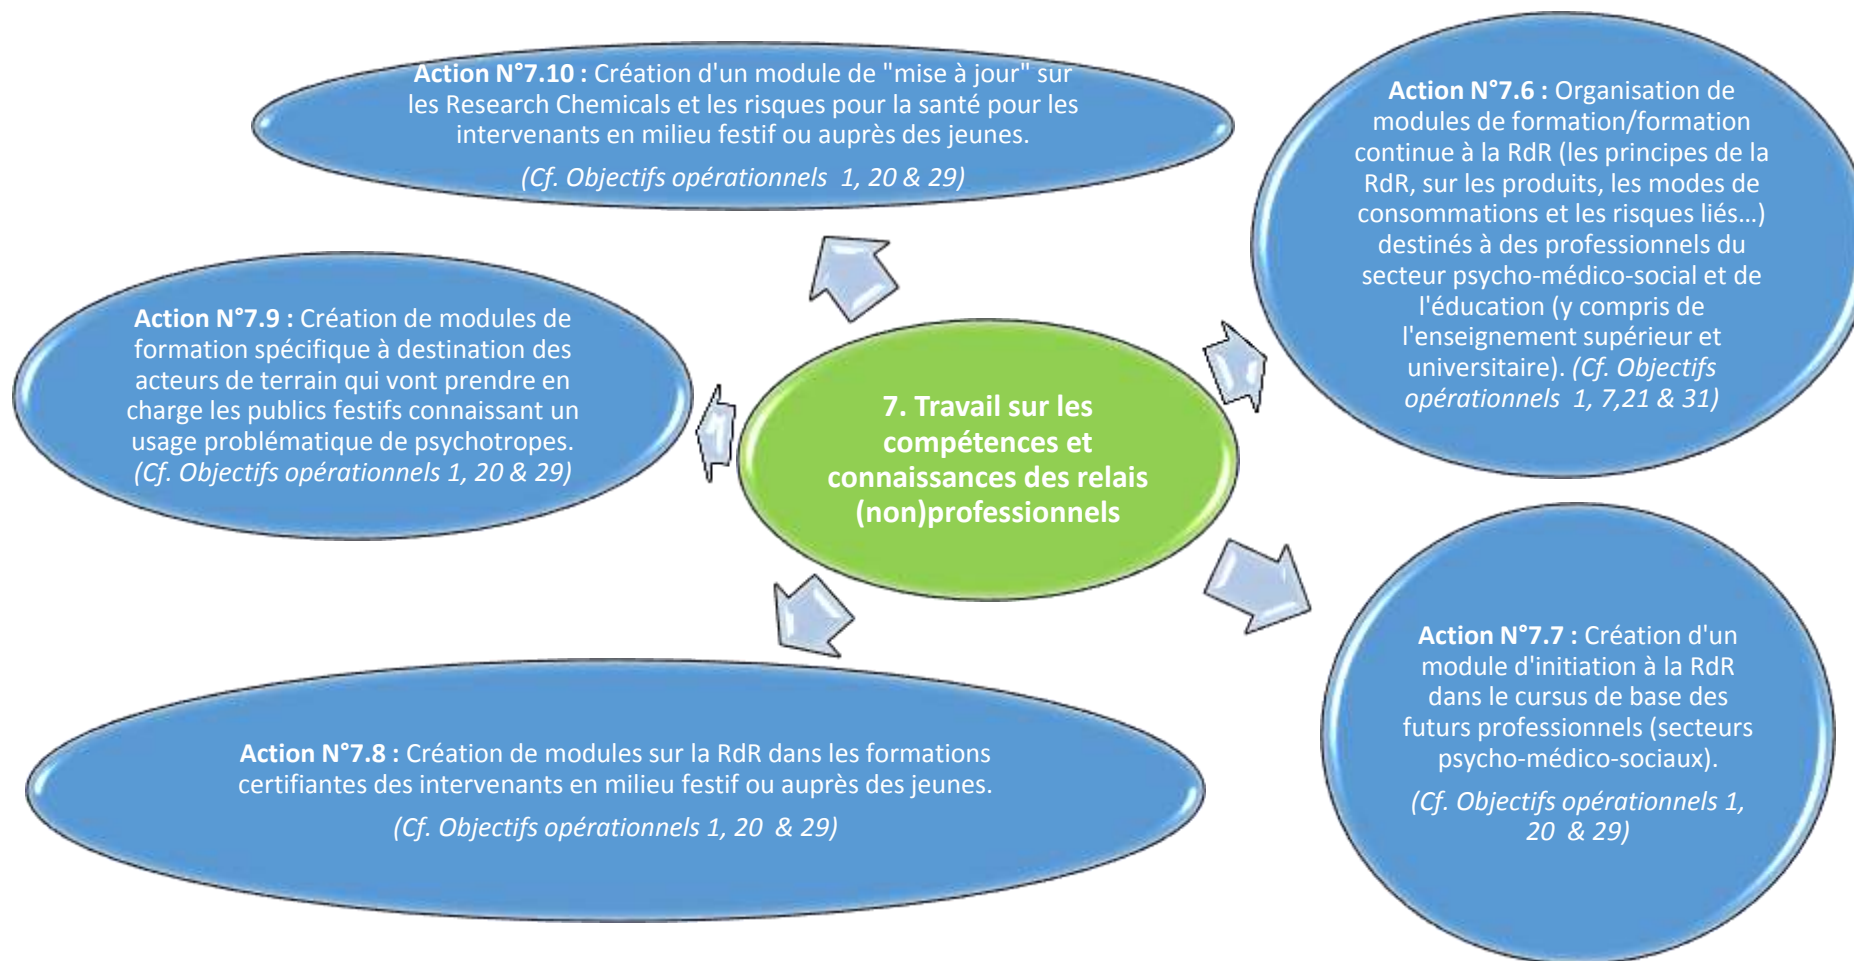 Action N°7.10 : Création d'un module de "mise à jour" sur
les Research Chemicals et les risques pour la santé pour les
intervenants en milieu festif ou auprès des jeunes.
(Cf. Objectifs opérationnels  1, 20 & 29)
Action N°7.6 : Organisation de
modules de formation/formation
continue à la RdR (les principes de la
RdR, sur les produits, les modes de
consommations et les risques liés…)
destinés à des professionnels du
secteur psycho-médico-social et de
l'éducation (y compris de
l'enseignement supérieur et
universitaire). (Cf. Objectifs
opérationnels  1, 7,21 & 31)
Action N°7.9 : Création de modules de
formation spécifique à destination des
acteurs de terrain qui vont prendre en
charge les publics festifs connaissant un
usage problématique de psychotropes.
(Cf. Objectifs opérationnels 1, 20 & 29)
7. Travail sur les
compétences et
connaissances des relais
(non)professionnels
Action N°7.7 : Création d'un
module d'initiation à la RdR
dans le cursus de base des
futurs professionnels (secteurs
psycho-médico-sociaux).
(Cf. Objectifs opérationnels 1,
20  & 29)
Action N°7.8 : Création de modules sur la RdR dans les formations
certifiantes des intervenants en milieu festif ou auprès des jeunes.
(Cf. Objectifs opérationnels 1, 20  & 29)